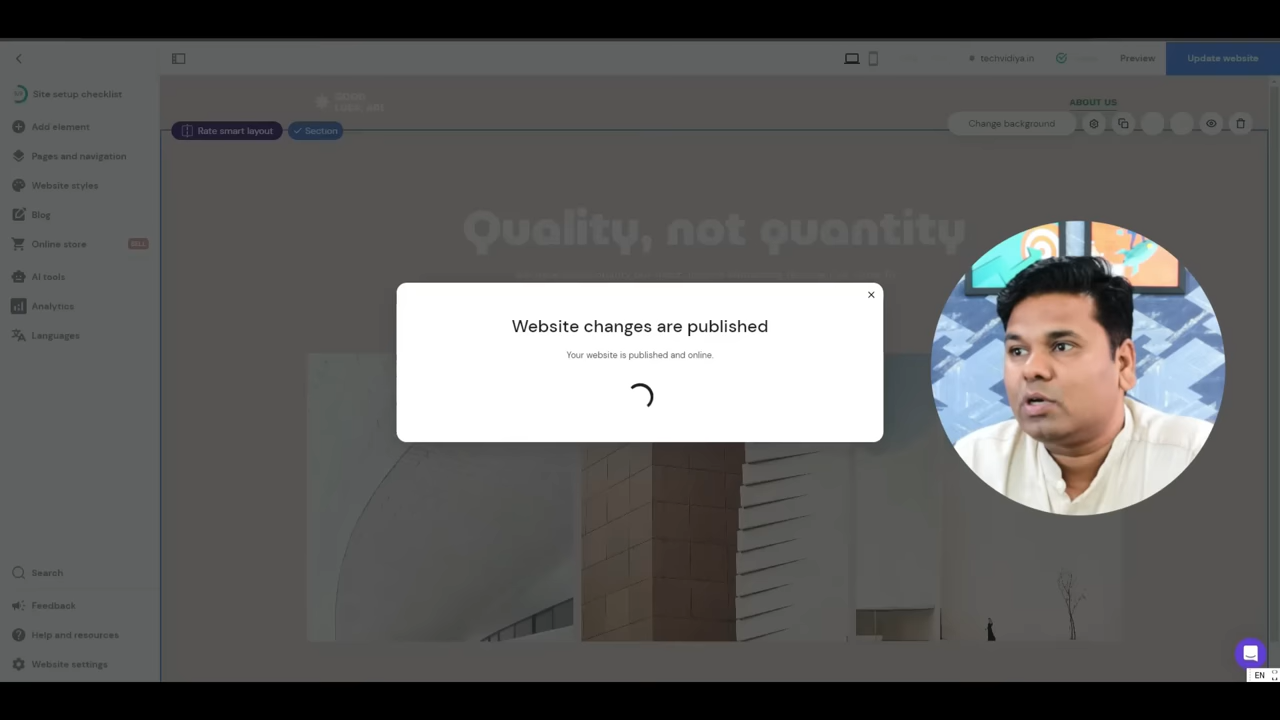 techvidiya.in
Preview
Update website
Site setup checklist
ABOUT US
Add element
Rate smart layout
Section
Change background
Pages and navigation
Website styles
Blog
Online store
SELL
AI tools
Analytics
Languages
Quality, not quantity
Website changes are published
Your website is published and online.
Search
Feedback
Help and resources
Website settings
EN